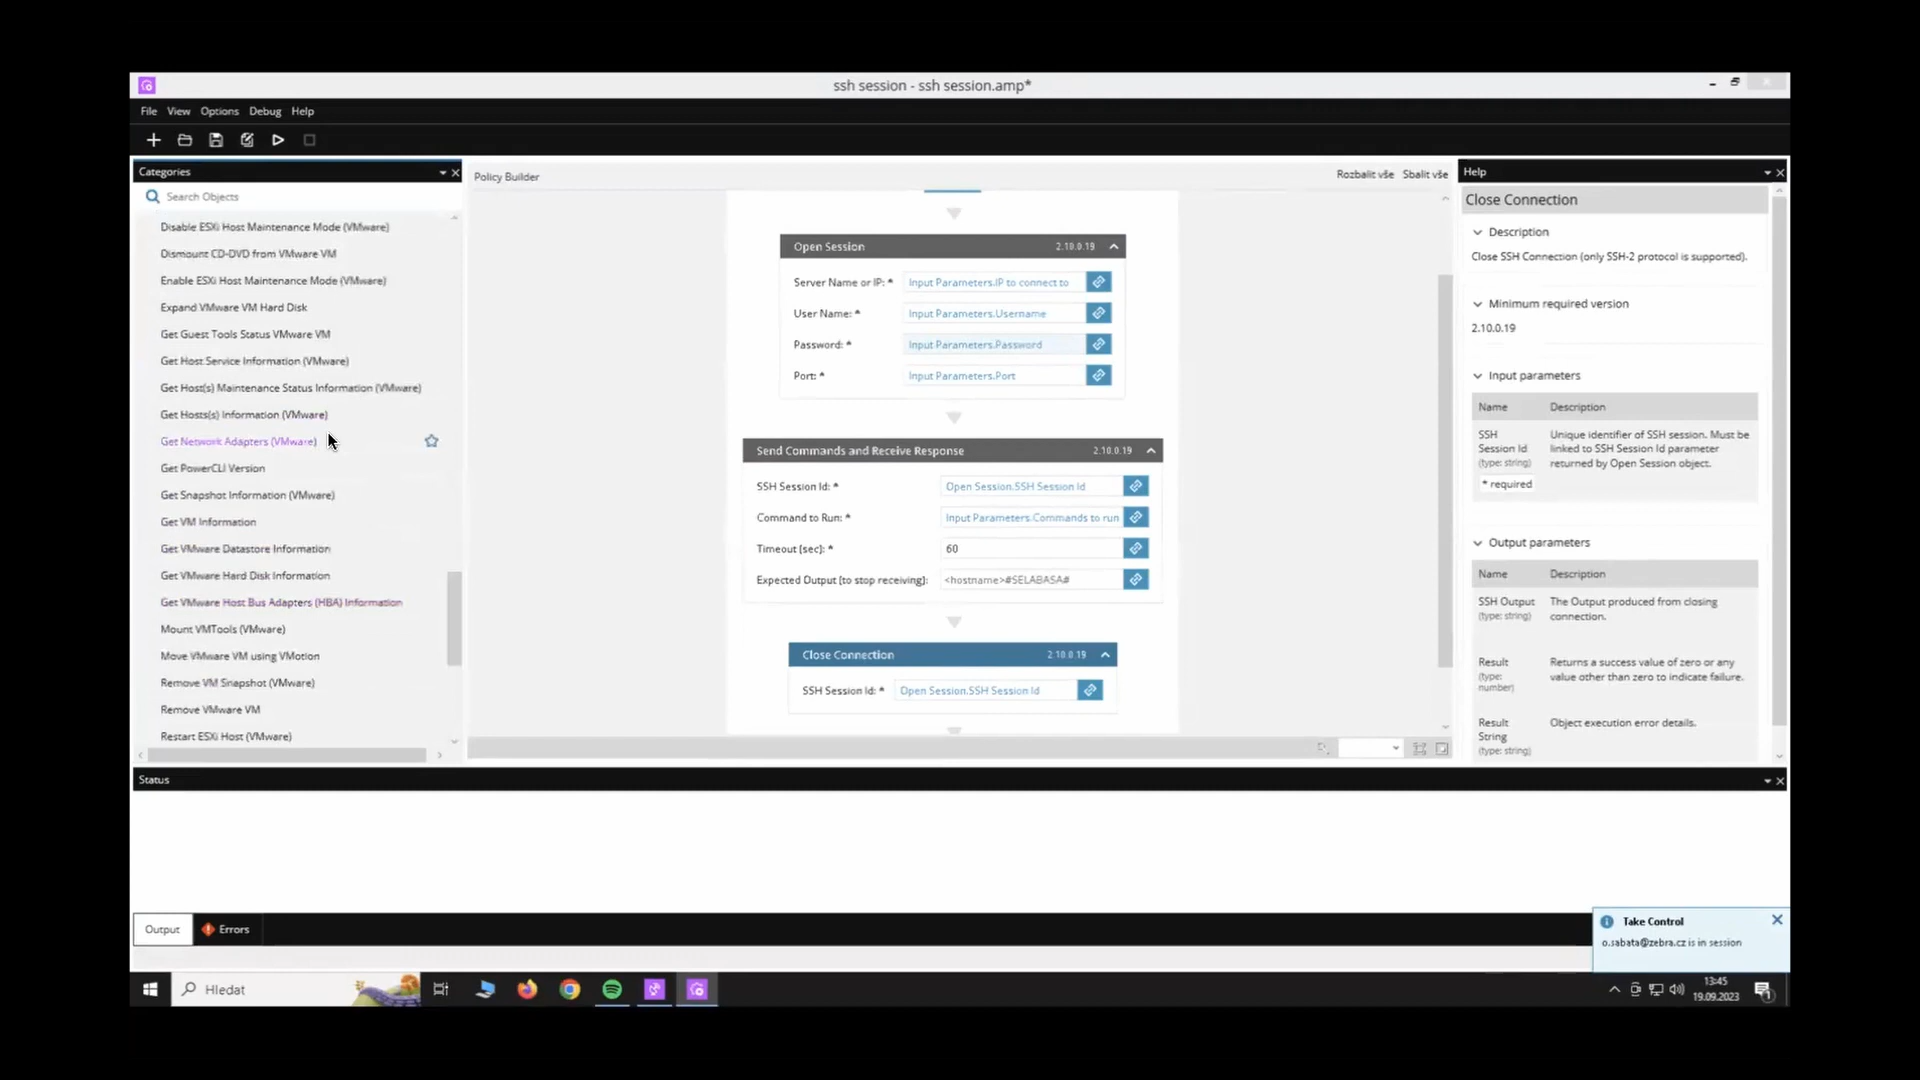 ssh session - ssh session.amp*
File View Options Debug Help
Categories
Search Objects
Disable ESXi Host Maintenance Mode (VMware)
Dismount CD-DVD from VMware VM
Enable ESXi Host Maintenance Mode (VMware)
Expand VMware VM Hard Disk
Get Guest Tools Status VMware VM
Get Host Service Information (VMware)
Get Host(s) Maintenance Status Information (VMware)
Get Hosts(s) Information (VMware)
Get Network Adapters (VMware)
Get PowerCLI Version
Get Snapshot Information (VMware)
Get VM Information
Get VMware Datastore Information
Get VMware Hard Disk Information
Get VMware Host Bus Adapters (HBA) Information
Mount VMTools (VMware)
Move VMware VM using VMotion
Remove VM Snapshot (VMware)
Remove VMware VM
Restart ESXi Host (VMware)
Policy Builder
Rozbalit vše Sbalit vše
Open Session 2.10.0.19
Server Name or IP: * Input Parameters.IP to connect to
User Name: * Input Parameters.Username
Password: * Input Parameters.Password
Port: * Input Parameters.Port
Send Commands and Receive Response 2.10.0.19
SSH Session Id: * Open Session.SSH Session Id
Command to Run: * Input Parameters.Commands to run
Timeout [sec]: * 60
Expected Output [to stop receiving]: <hostname>#SELABASA#
Close Connection 2.10.0.19
SSH Session Id: * Open Session.SSH Session Id
Help
Close Connection
Description
Close SSH Connection (only SSH-2 protocol is supported).
Minimum required version
2.10.0.19
Input parameters
Name Description
SSH Session Id (type: string) * required
Unique identifier of SSH session. Must be linked to SSH Session Id parameter returned by Open Session object.
Output parameters
Name Description
SSH Output (type: string)
The Output produced from closing connection.
Result (type: number)
Returns a success value of zero or any value other than zero to indicate failure.
Result String (type: string)
Object execution error details.
Status
Output Errors
Take Control
o.sabata@zebra.cz is in session
Hledat
13:45
19.09.2023
1